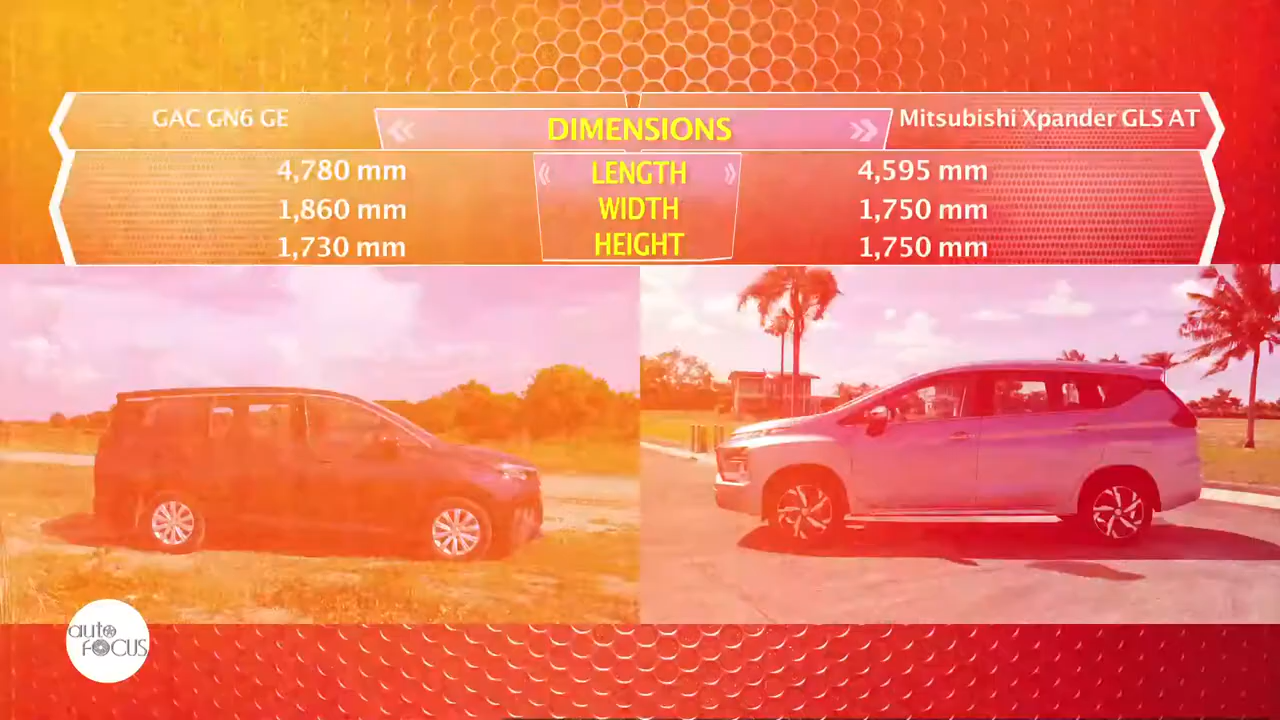 GAC GN6 GE
DIMENSIONS
Mitsubishi Xpander GLS AT
4,780 mm
LENGTH
4,595 mm
1,860 mm
WIDTH
1,750 mm
1,730 mm
HEIGHT
1,750 mm
auto
FOCUS